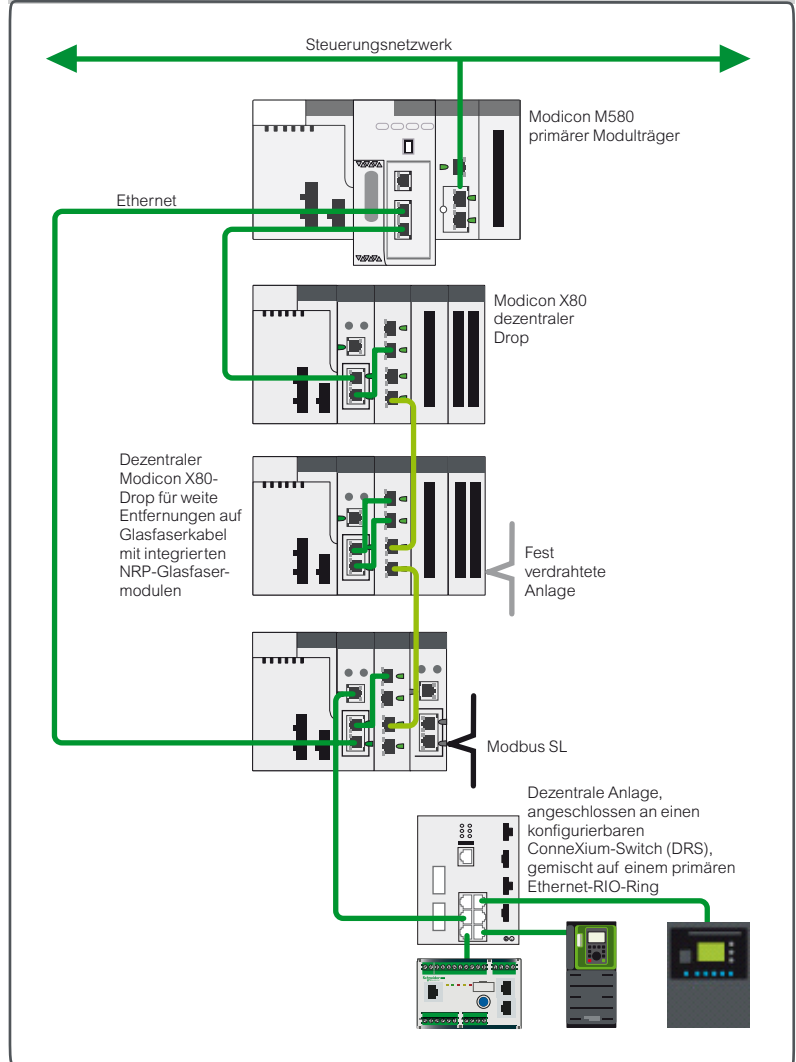 Steuerungsnetzwerk
Modicon M580
primärer Modulträger
Ethernet
Modicon X80
dezentraler
Drop
Dezentraler
Modicon X80-
Drop für weite
Entfernungen auf
Glasfaserkabel
mit integrierten
NRP-Glasfaser-
modulen
Fest
verdrahtete
Anlage
Modbus SL
Dezentrale Anlage,
angeschlossen an einen
konfigurierbaren
ConneXium-Switch (DRS),
gemischt auf einem primären
Ethernet-RIO-Ring
Schneider